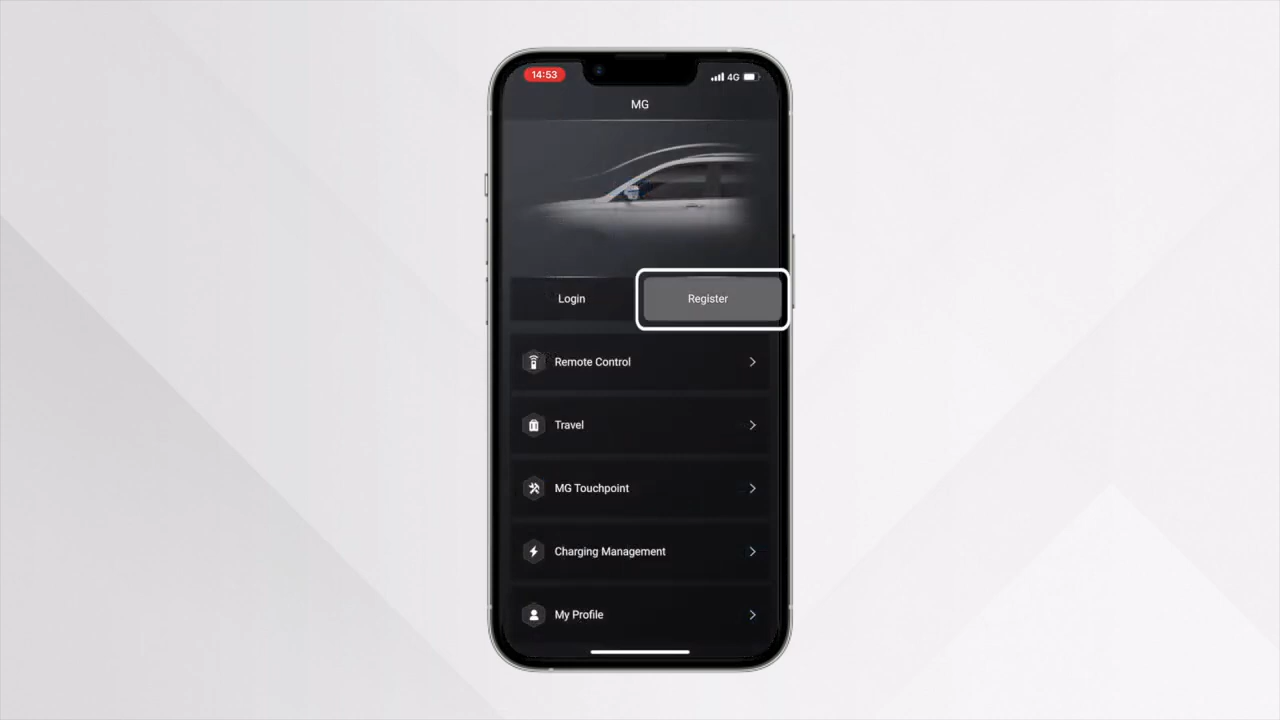 14:53
4G
MG
Login
Register
Remote Control
Travel
MG Touchpoint
Charging Management
My Profile